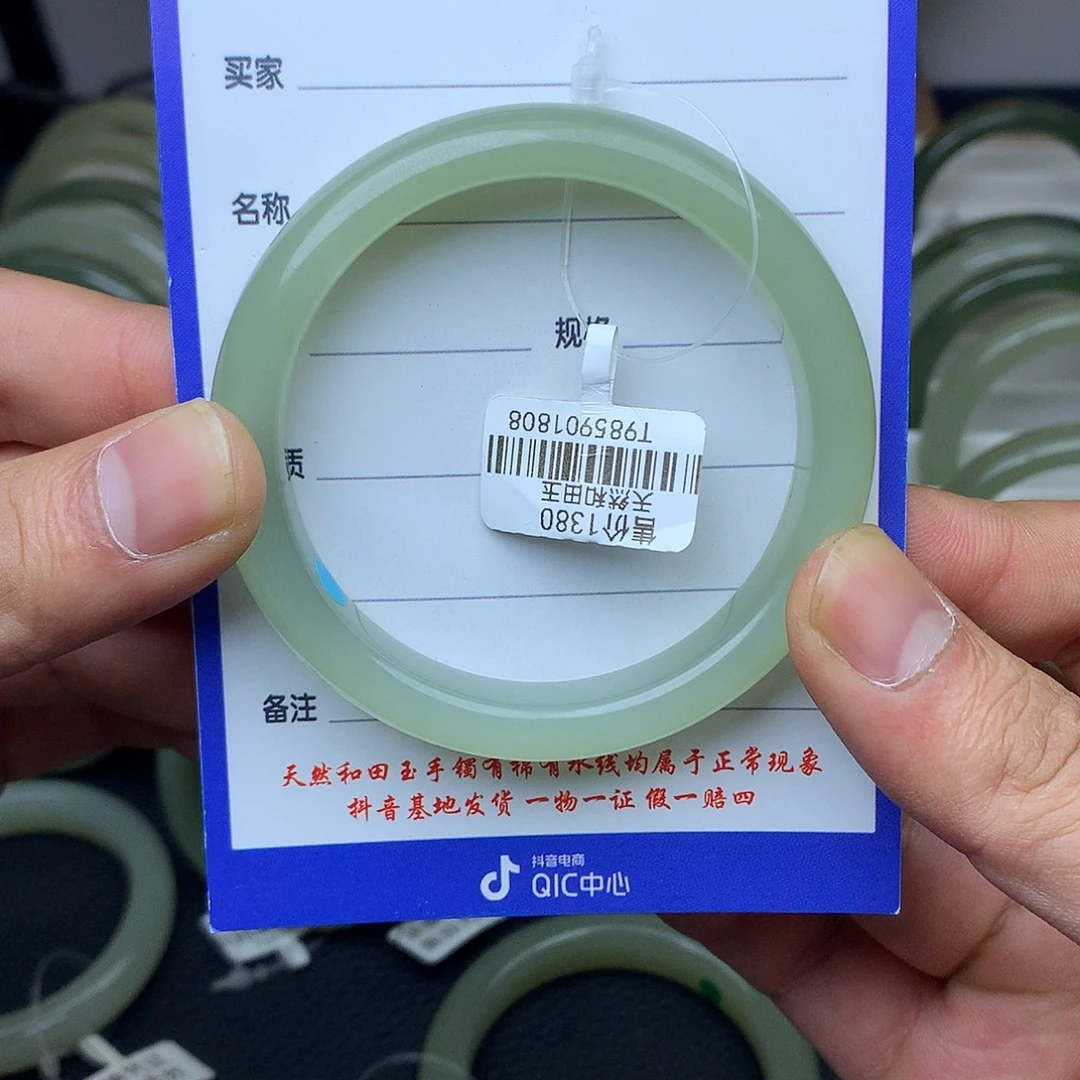 买家
名称
规格
T985901808
天然和田玉
售价1380
质
备注
天然和田玉手镯有棉有水线均属于正常现象
抖音基地发货 一物一证 假一赔四
抖音电商
QIC中心